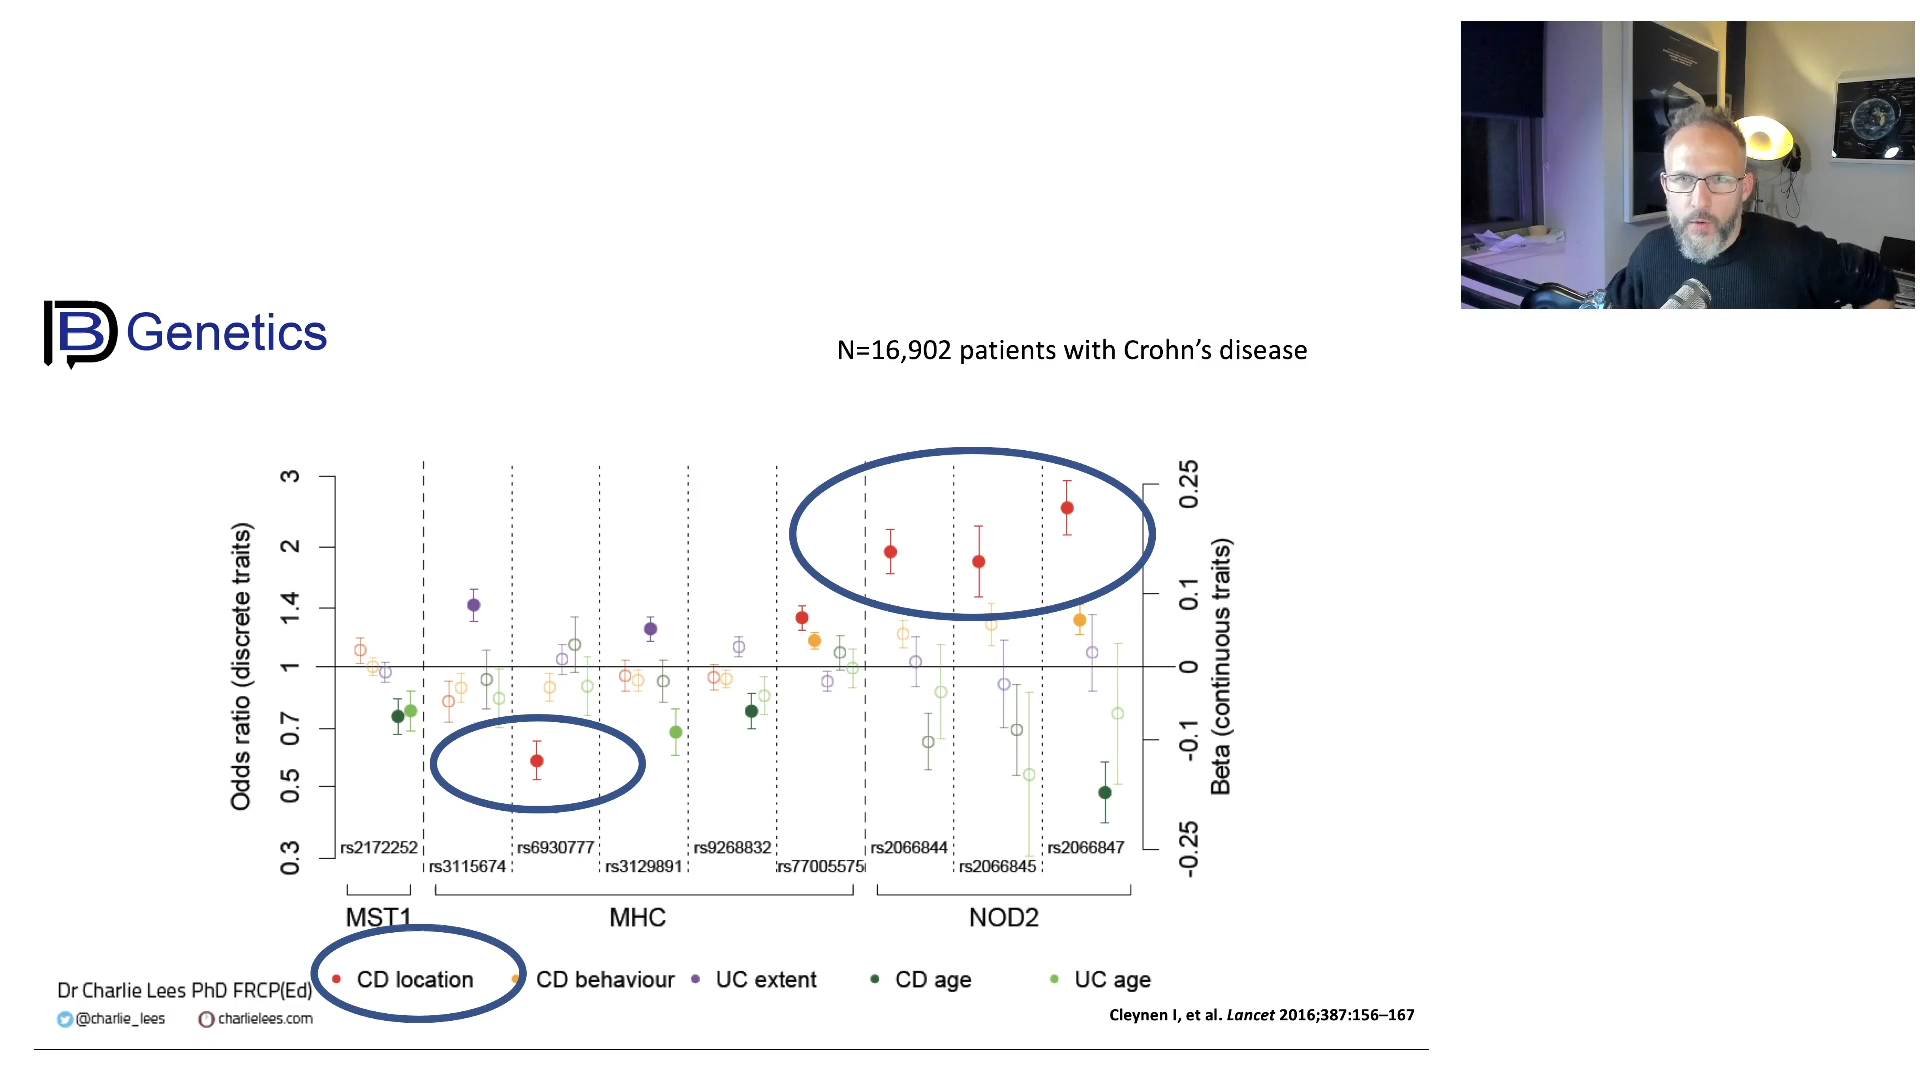 IBD Genetics
N=16,902 patients with Crohn's disease
Odds ratio (discrete traits)
3
2
1.4
1
0.7
0.5
0.3
0.25
0.1
0
-0.1
-0.25
Beta (continuous traits)
rs2172252
rs3115674
rs6930777
rs3129891
rs9268832
rs77005575
rs2066844
rs2066845
rs2066847
MST1
MHC
NOD2
CD location
CD behaviour
UC extent
CD age
UC age
Dr Charlie Lees PhD FRCP(Ed)
@charlie_lees
charlielees.com
Cleynen I, et al. Lancet 2016;387:156–167